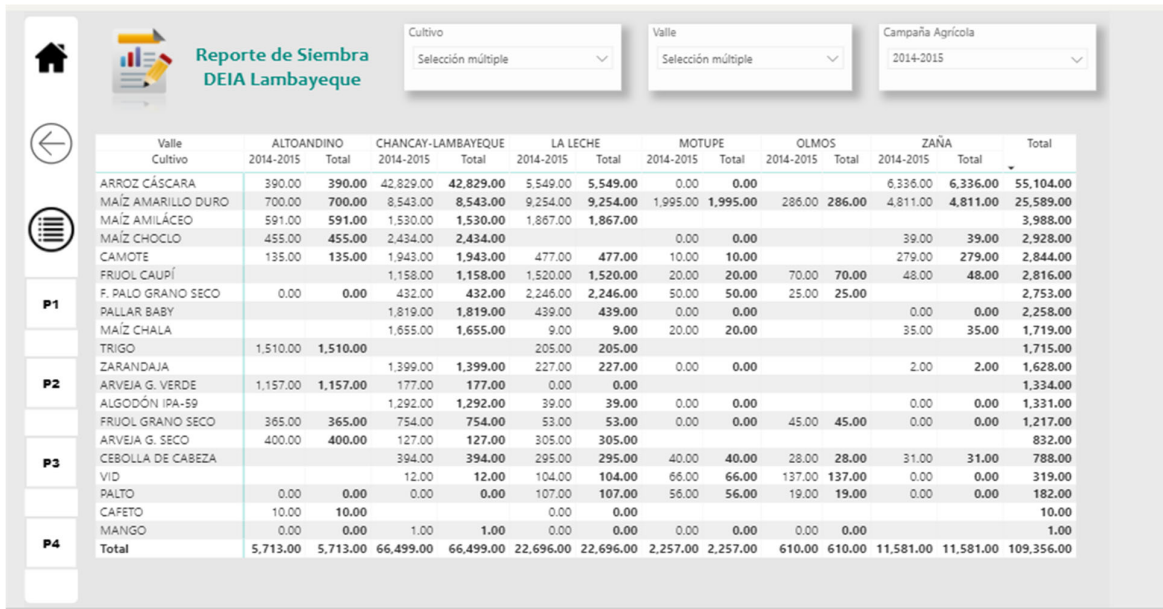 Reporte de Siembra
DEIA Lambayeque
Cultivo
Selección múltiple
Valle
Selección múltiple
Campaña Agrícola
2014-2015
Valle ALTOANDINO CHANCAY-LAMBAYEQUE LA LECHE MOTUPE OLMOS ZAÑA Total
Cultivo 2014-2015 Total 2014-2015 Total 2014-2015 Total 2014-2015 Total 2014-2015 Total 2014-2015 Total
ARROZ CÁSCARA 390.00 390.00 42,829.00 42,829.00 5,549.00 5,549.00 0.00 0.00 6,336.00 6,336.00 55,104.00
MAÍZ AMARILLO DURO 700.00 700.00 8,543.00 8,543.00 9,254.00 9,254.00 1,995.00 1,995.00 286.00 286.00 4,811.00 4,811.00 25,589.00
MAÍZ AMILÁCEO 591.00 591.00 1,530.00 1,530.00 1,867.00 1,867.00 3,988.00
MAÍZ CHOCLO 455.00 455.00 2,434.00 2,434.00 0.00 0.00 39.00 39.00 2,928.00
CAMOTE 135.00 135.00 1,943.00 1,943.00 477.00 477.00 10.00 10.00 279.00 279.00 2,844.00
FRIJOL CAUPÍ 1,158.00 1,158.00 1,520.00 1,520.00 20.00 20.00 70.00 70.00 48.00 48.00 2,816.00
F. PALO GRANO SECO 0.00 0.00 432.00 432.00 2,246.00 2,246.00 50.00 50.00 25.00 25.00 2,753.00
PALLAR BABY 1,819.00 1,819.00 439.00 439.00 0.00 0.00 0.00 0.00 2,258.00
MAÍZ CHALA 1,655.00 1,655.00 9.00 9.00 20.00 20.00 35.00 35.00 1,719.00
TRIGO 1,510.00 1,510.00 205.00 205.00 1,715.00
ZARANDAJA 1,399.00 1,399.00 227.00 227.00 0.00 0.00 2.00 2.00 1,628.00
ARVEJA G. VERDE 1,157.00 1,157.00 177.00 177.00 0.00 0.00 1,334.00
ALGODÓN IPA-59 1,292.00 1,292.00 39.00 39.00 0.00 0.00 0.00 0.00 1,331.00
FRIJOL GRANO SECO 365.00 365.00 754.00 754.00 53.00 53.00 0.00 0.00 45.00 45.00 0.00 0.00 1,217.00
ARVEJA G. SECO 400.00 400.00 127.00 127.00 305.00 305.00 832.00
CEBOLLA DE CABEZA 394.00 394.00 295.00 295.00 40.00 40.00 28.00 28.00 31.00 31.00 788.00
VID 12.00 12.00 104.00 104.00 66.00 66.00 137.00 137.00 0.00 0.00 319.00
PALTO 0.00 0.00 0.00 0.00 107.00 107.00 56.00 56.00 19.00 19.00 0.00 0.00 182.00
CAFETO 10.00 10.00 0.00 0.00 10.00
MANGO 0.00 0.00 1.00 1.00 0.00 0.00 0.00 0.00 0.00 0.00 1.00
Total 5,713.00 5,713.00 66,499.00 66,499.00 22,696.00 22,696.00 2,257.00 2,257.00 610.00 610.00 11,581.00 11,581.00 109,356.00
P1
P2
P3
P4